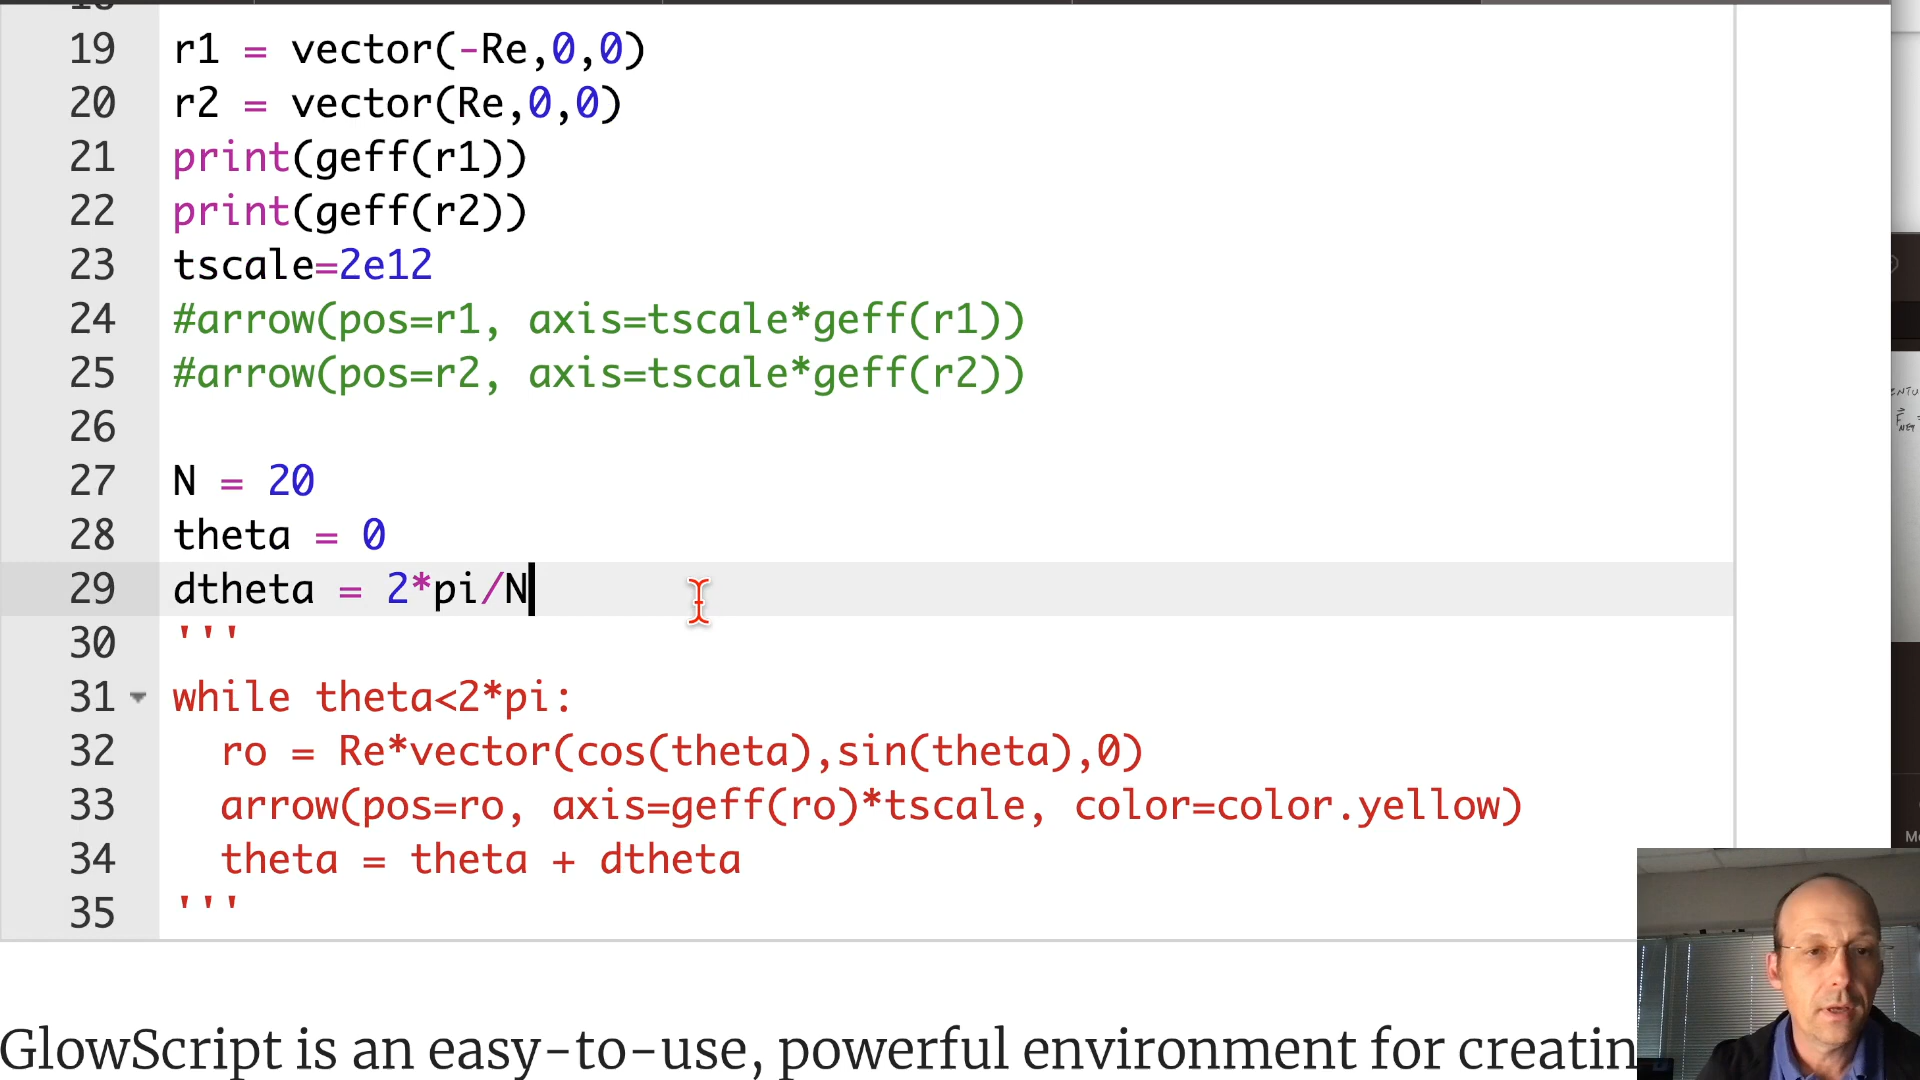 19 r1 = vector(-Re,0,0)
20 r2 = vector(Re,0,0)
21 print(geff(r1))
22 print(geff(r2))
23 tscale=2e12
24 #arrow(pos=r1, axis=tscale*geff(r1))
25 #arrow(pos=r2, axis=tscale*geff(r2))
26
27 N = 20
28 theta = 0
29 dtheta = 2*pi/N
30 '''
31 while theta<2*pi:
32 ro = Re*vector(cos(theta),sin(theta),0)
33 arrow(pos=ro, axis=geff(ro)*tscale, color=color.yellow)
34 theta = theta + dtheta
35 '''
GlowScript is an easy-to-use, powerful environment for creatin